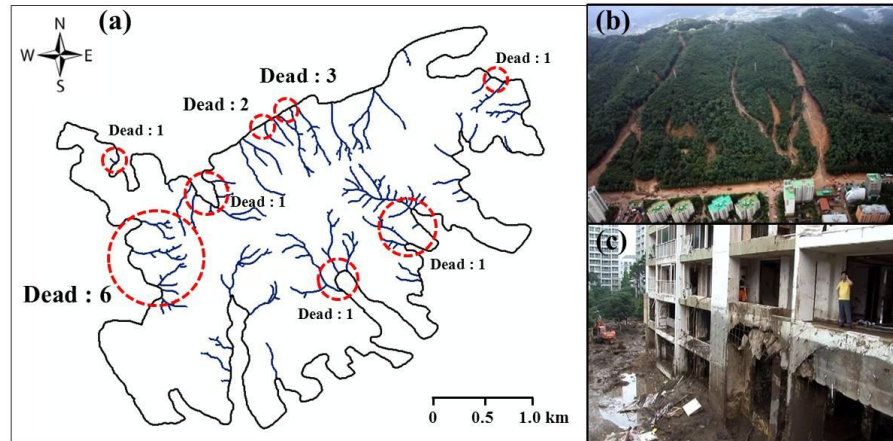 (a)
N
W E
S
Dead : 1
Dead : 3
Dead : 2
Dead : 1
Dead : 1
Dead : 6
Dead : 1
Dead : 1
0 0.5 1.0 km
(b)
(c)